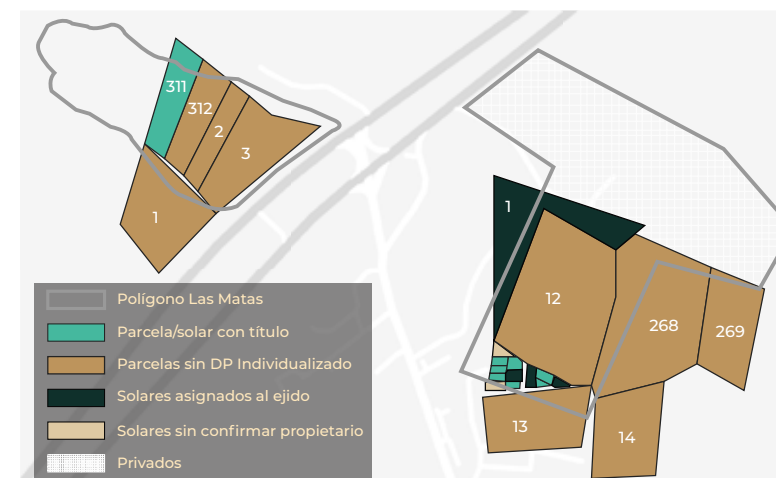 311
312
2
3
1
1
12
268
269
13
14
Polígono Las Matas
Parcela/solar con título
Parcelas sin DP Individualizado
Solares asignados al ejido
Solares sin confirmar propietario
Privados